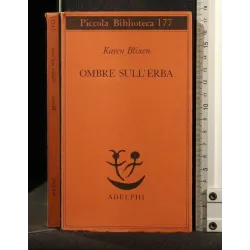 Piccola Biblioteca 177
Karen Blixen
OMBRE SULL'ERBA
ADELPHI